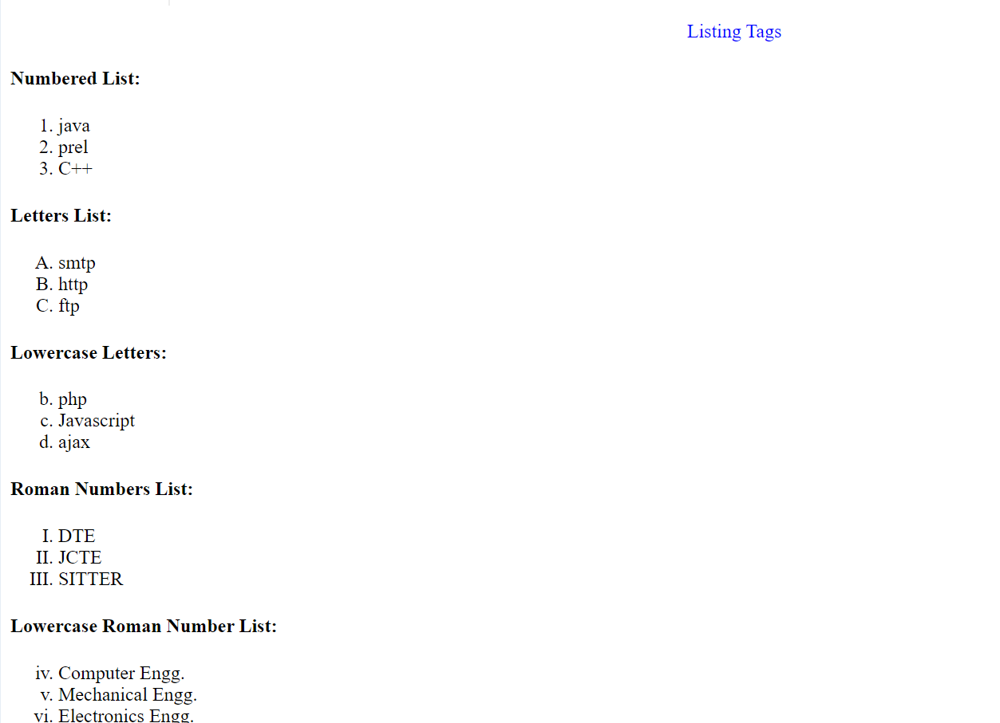 Listing Tags
Numbered List:
1. java
2. prel
3. C++
Letters List:
A. smtp
B. http
C. ftp
Lowercase Letters:
b. php
c. Javascript
d. ajax
Roman Numbers List:
I. DTE
II. JCTE
III. SITTER
Lowercase Roman Number List:
iv. Computer Engg.
v. Mechanical Engg.
vi. Electronics Engg.